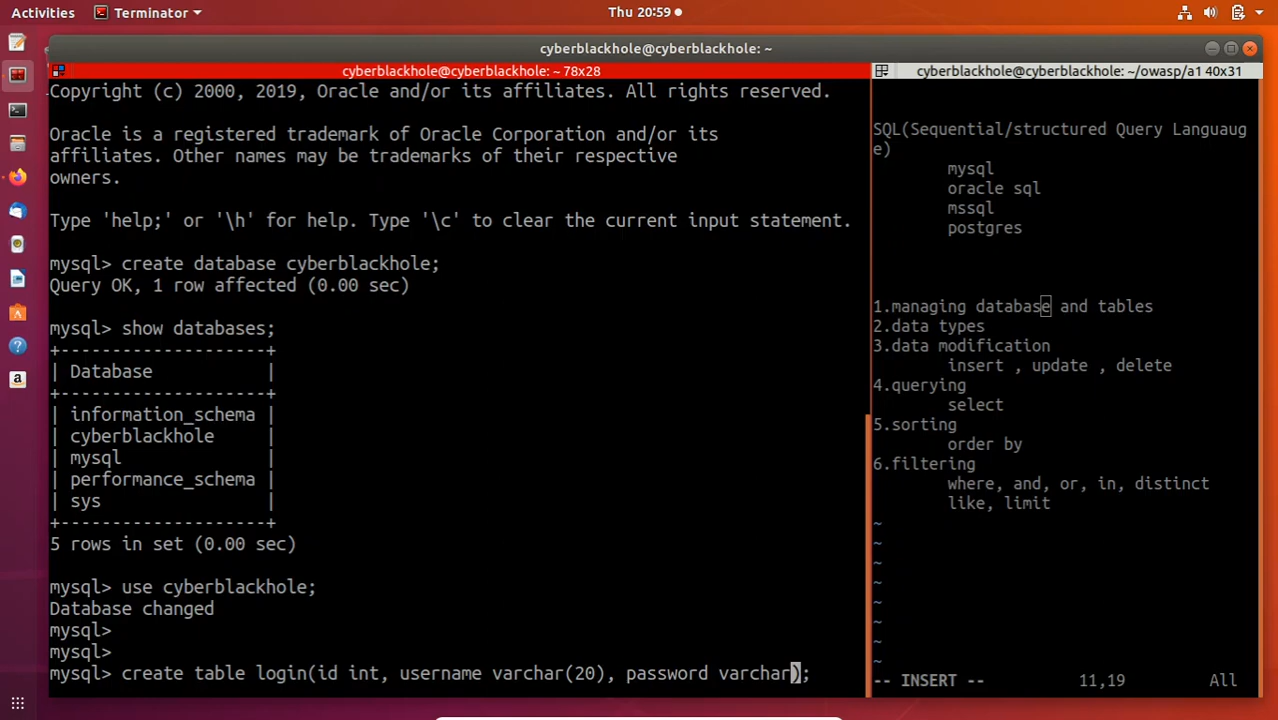 Activities
Terminator
Thu 20:59
cyberblackhole@cyberblackhole: ~
cyberblackhole@cyberblackhole: ~ 78x28
Copyright (c) 2000, 2019, Oracle and/or its affiliates. All rights reserved.
Oracle is a registered trademark of Oracle Corporation and/or its
affiliates. Other names may be trademarks of their respective
owners.
Type 'help;' or '\h' for help. Type '\c' to clear the current input statement.
mysql> create database cyberblackhole;
Query OK, 1 row affected (0.00 sec)
mysql> show databases;
+--------------------+
| Database           |
+--------------------+
| information_schema |
| cyberblackhole     |
| mysql              |
| performance_schema |
| sys                |
+--------------------+
5 rows in set (0.00 sec)
mysql> use cyberblackhole;
Database changed
mysql>
mysql>
mysql> create table login(id int, username varchar(20), password varchar);
cyberblackhole@cyberblackhole: ~/owasp/a1 40x31
SQL(Sequential/structured Query Languaug
e)
mysql
oracle sql
mssql
postgres
1.managing database and tables
2.data types
3.data modification
insert , update , delete
4.querying
select
5.sorting
order by
6.filtering
where, and, or, in, distinct
like, limit
~
~
~
~
~
~
~
~
-- INSERT --
11,19
All